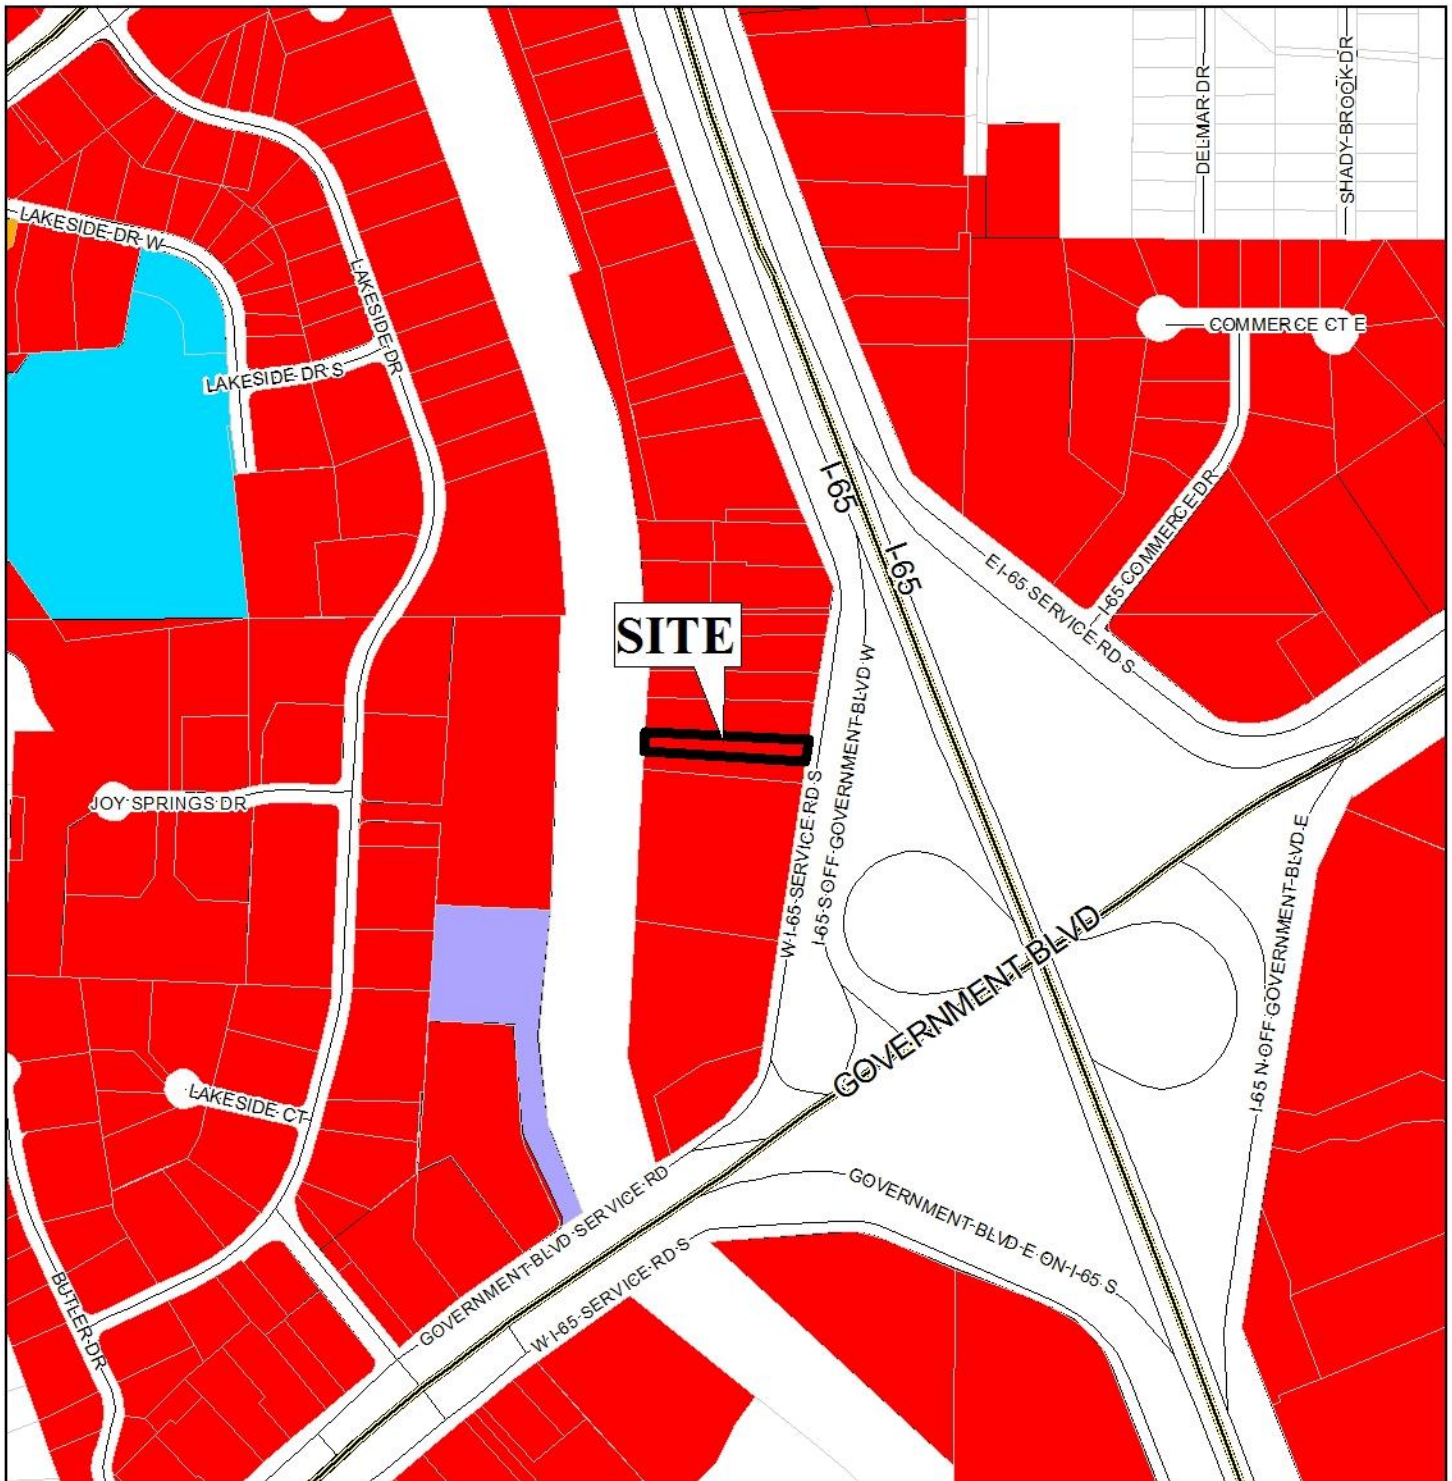 DELMAR DR
SHADY BROOK DR
LAKESIDE DR W
LAKESIDE DR
COMMERCE CT E
LAKESIDE DR S
I-65
I-65 COMMERCE DR
I-65
E I-65 SERVICE RD S
SITE
I-65 S OFF GOVERNMENT BLVD W
JOY SPRINGS DR
W I-65 SERVICE RD S
I-65 N OFF GOVERNMENT BLVD E
GOVERNMENT BLVD
LAKESIDE CT
GOVERNMENT BLVD SERVICE RD
GOVERNMENT BLVD E ON I-65 S
W I-65 SERVICE RD S
BUTLER DR